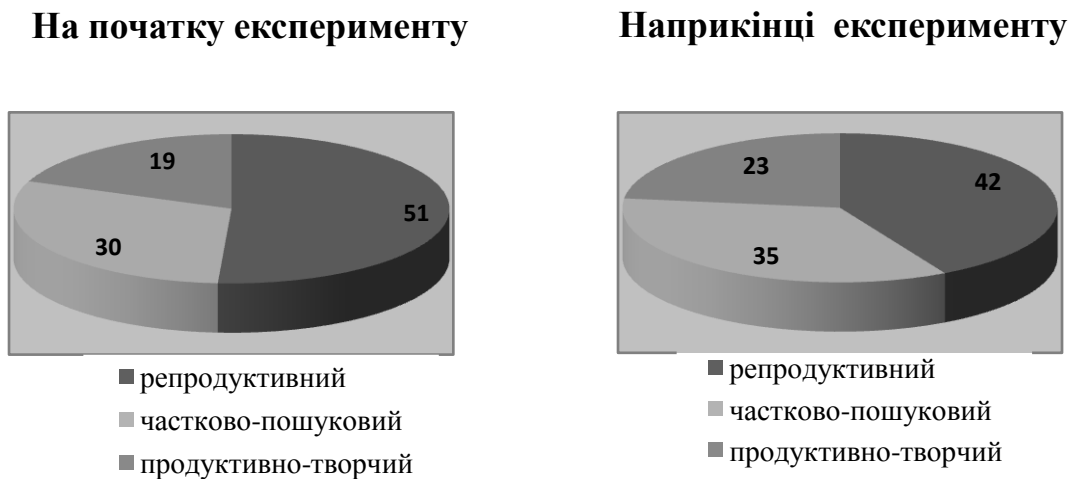 На початку експерименту
19
51
30
репродуктивний
частково-пошуковий
продуктивно-творчий
Наприкінці експерименту
23
42
35
репродуктивний
частково-пошуковий
продуктивно-творчий